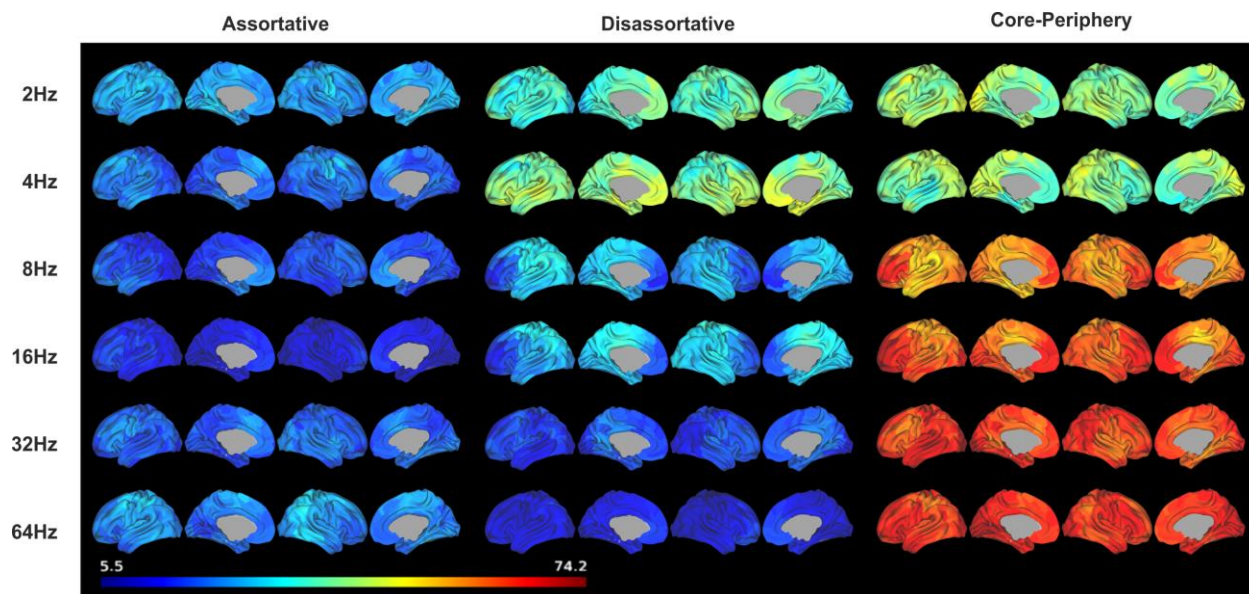 Assortative Disassortative Core-Periphery
2Hz
4Hz
8Hz
16Hz
32Hz
64Hz
5.5 74.2